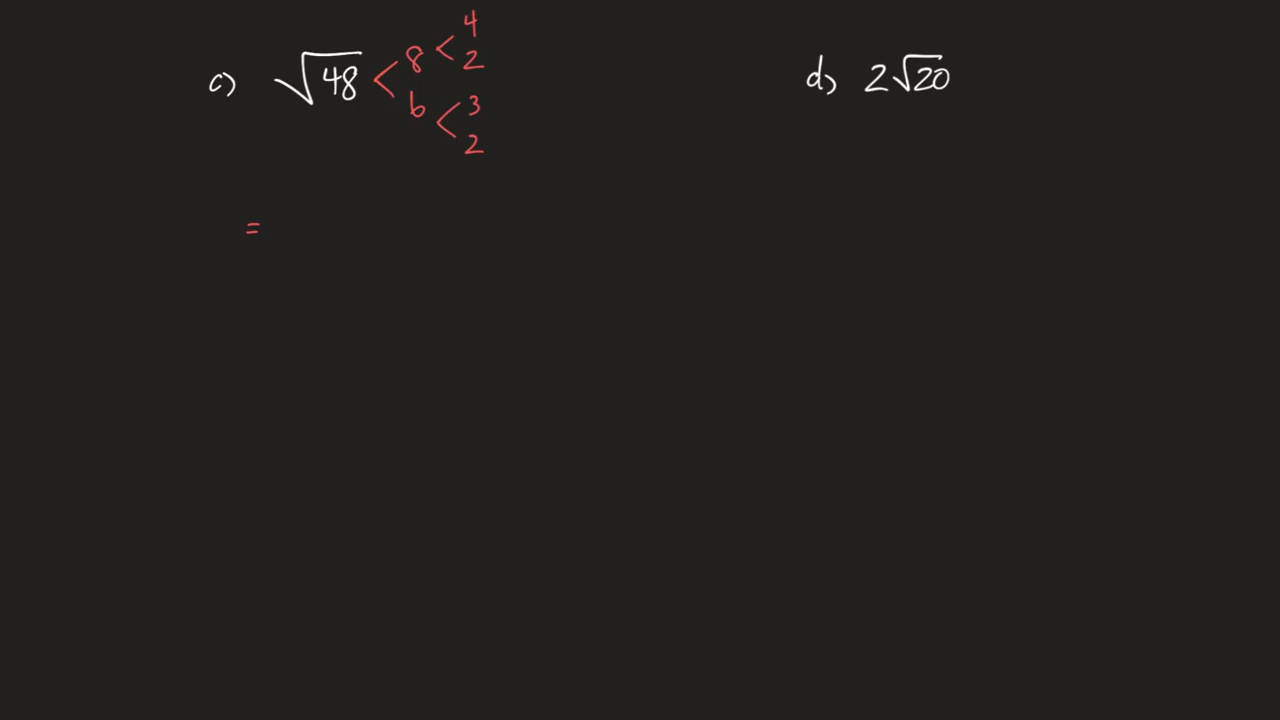 c) √48 < 8 < 4
2
6 < 3
2
=
d) 2√20